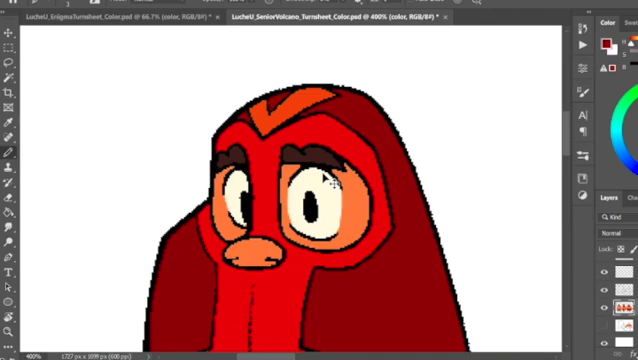 LucheU_EnigmaTurnsheet_Color.psd @ 66.7% (color, RGB/8#) * × LucheU_SeniorVolcano_Turnsheet_Color.psd @ 400% (color, RGB/8#) * ×
Color
Layers
Kind
Normal
Lock:
400% 1727 px x 1099 px (600 ppi)